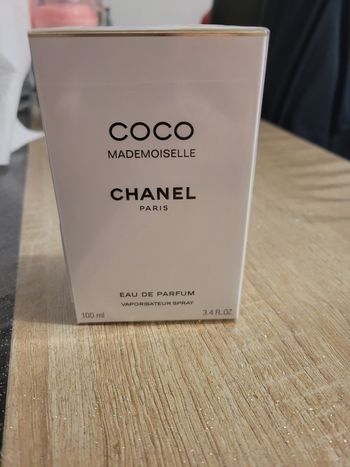 COCO
MADEMOISELLE
CHANEL
PARIS
EAU DE PARFUM
VAPORISATEUR SPRAY
100 ml 3.4 FL.OZ